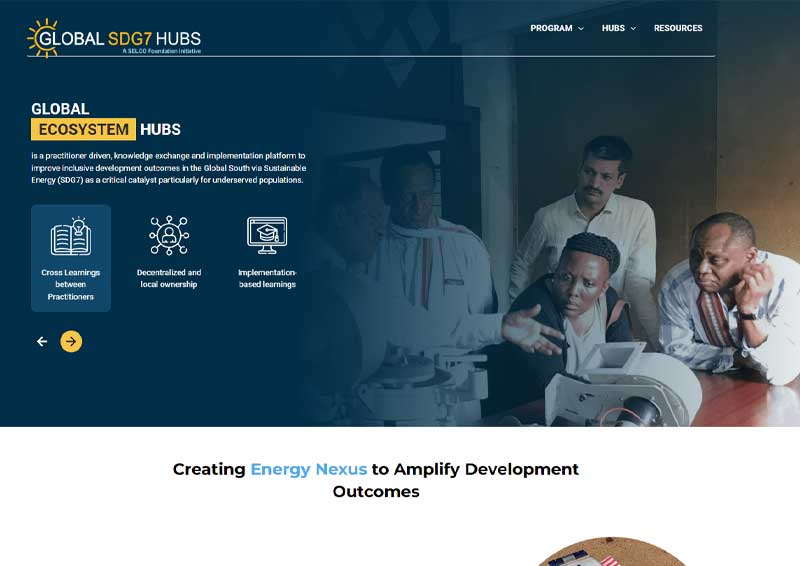 GLOBAL SDG7 HUBS
A SELCO Foundation Initiative
PROGRAM
HUBS
RESOURCES
GLOBAL
ECOSYSTEM HUBS
is a practitioner driven, knowledge exchange and implementation platform to
improve inclusive development outcomes in the Global South via Sustainable
Energy (SDG7) as a critical catalyst particularly for underserved populations.
Cross Learnings
between
Practitioners
Decentralized and
local ownership
Implementation-
based learnings
Creating Energy Nexus to Amplify Development
Outcomes